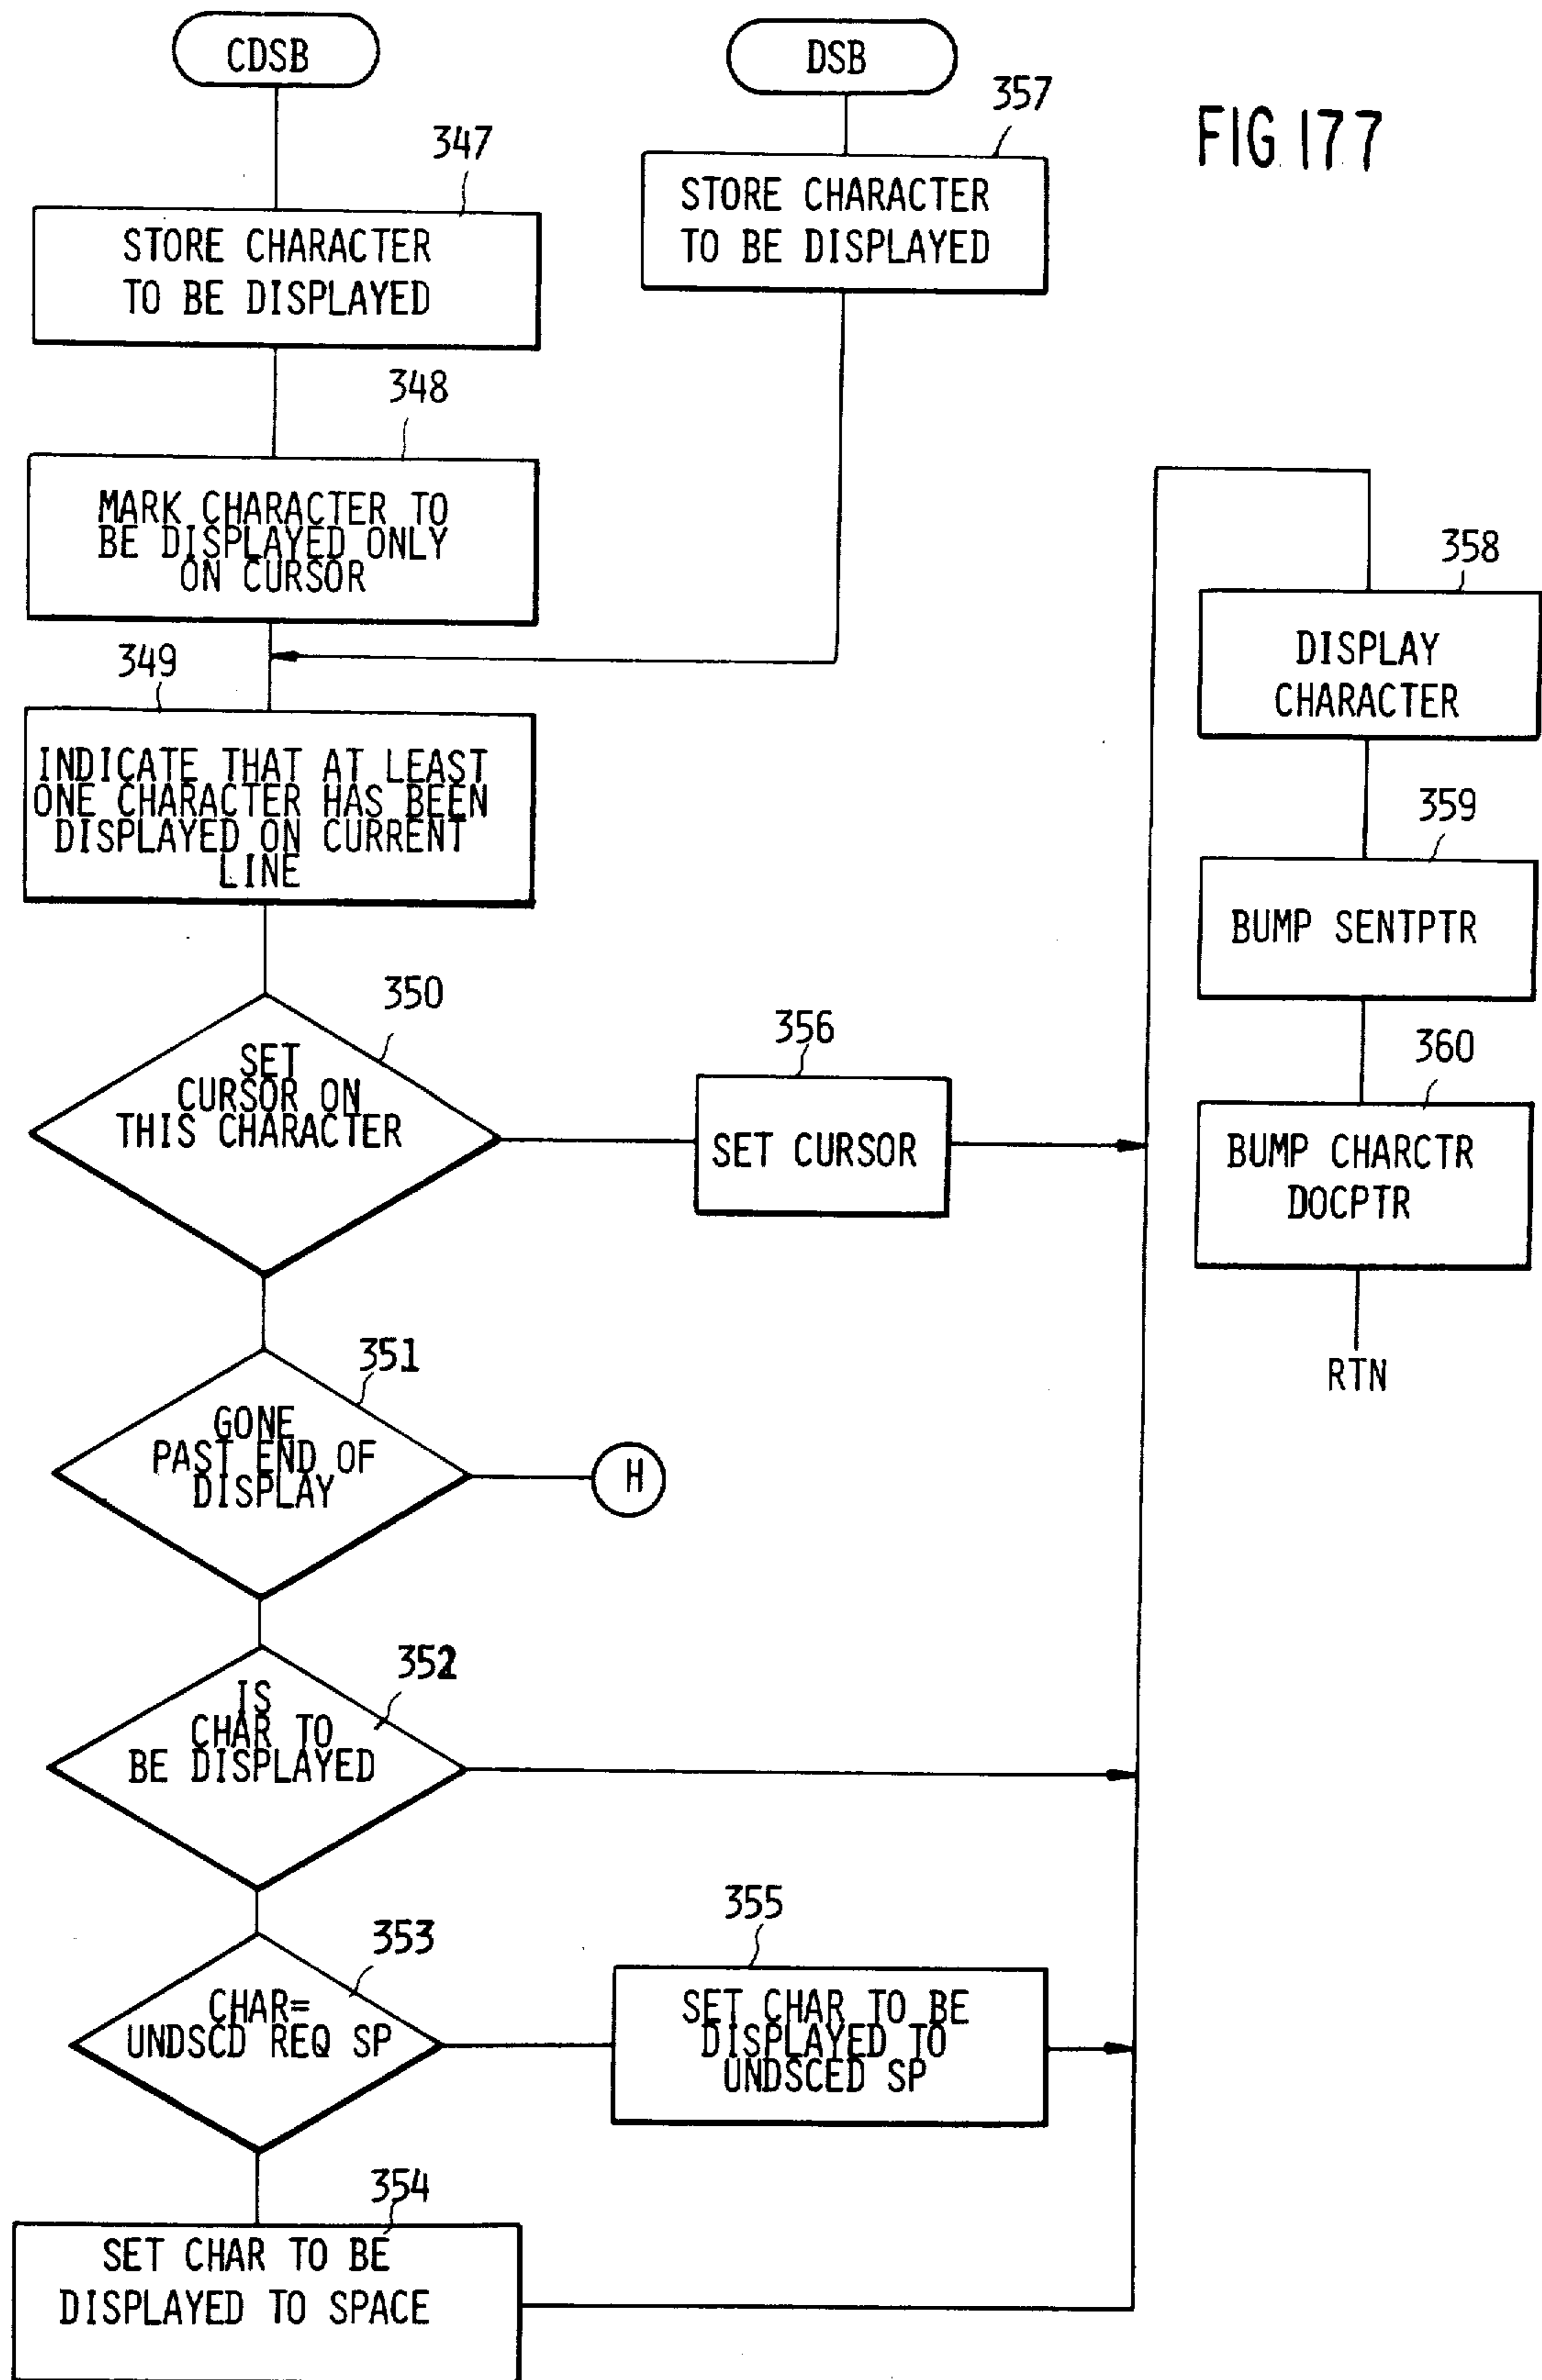 CDSB
DSB
FIG 177
347
STORE CHARACTER
TO BE DISPLAYED
357
STORE CHARACTER
TO BE DISPLAYED
348
MARK CHARACTER TO
BE DISPLAYED ONLY
ON CURSOR
349
INDICATE THAT AT LEAST
ONE CHARACTER HAS BEEN
DISPLAYED ON CURRENT
LINE
350
SET
CURSOR ON
THIS CHARACTER
356
SET CURSOR
351
GONE
PAST END OF
DISPLAY
H
352
IS
CHAR TO
BE DISPLAYED
353
CHAR=
UNDSCD REQ SP
355
SET CHAR TO BE
DISPLAYED TO
UNDSCED SP
354
SET CHAR TO BE
DISPLAYED TO SPACE
358
DISPLAY
CHARACTER
359
BUMP SENTPTR
360
BUMP CHARCTR
DOCPTR
RTN